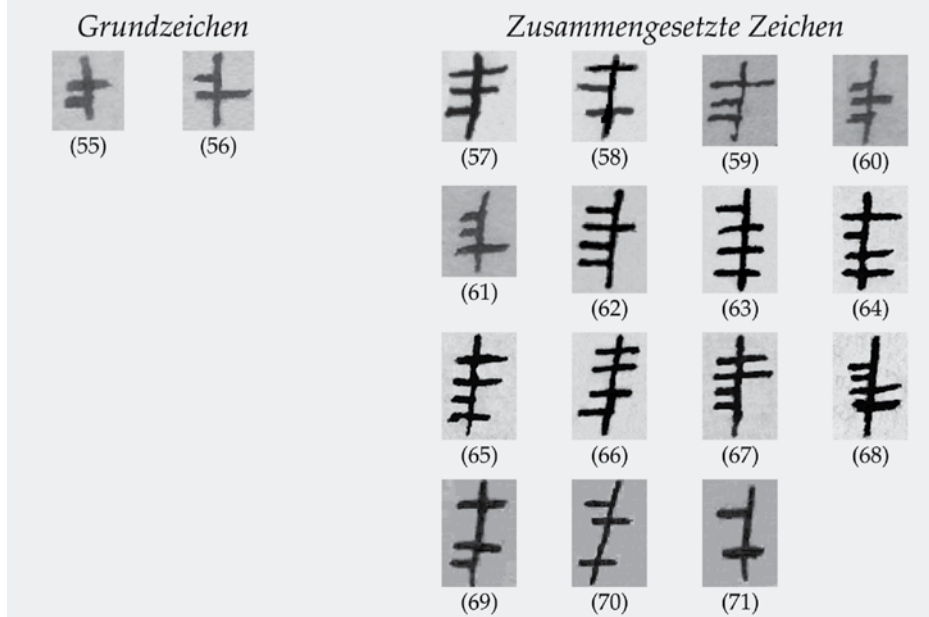 Grundzeichen Zusammengesetzte Zeichen
(55) (56) (57) (58) (59) (60)
(61) (62) (63) (64)
(65) (66) (67) (68)
(69) (70) (71)